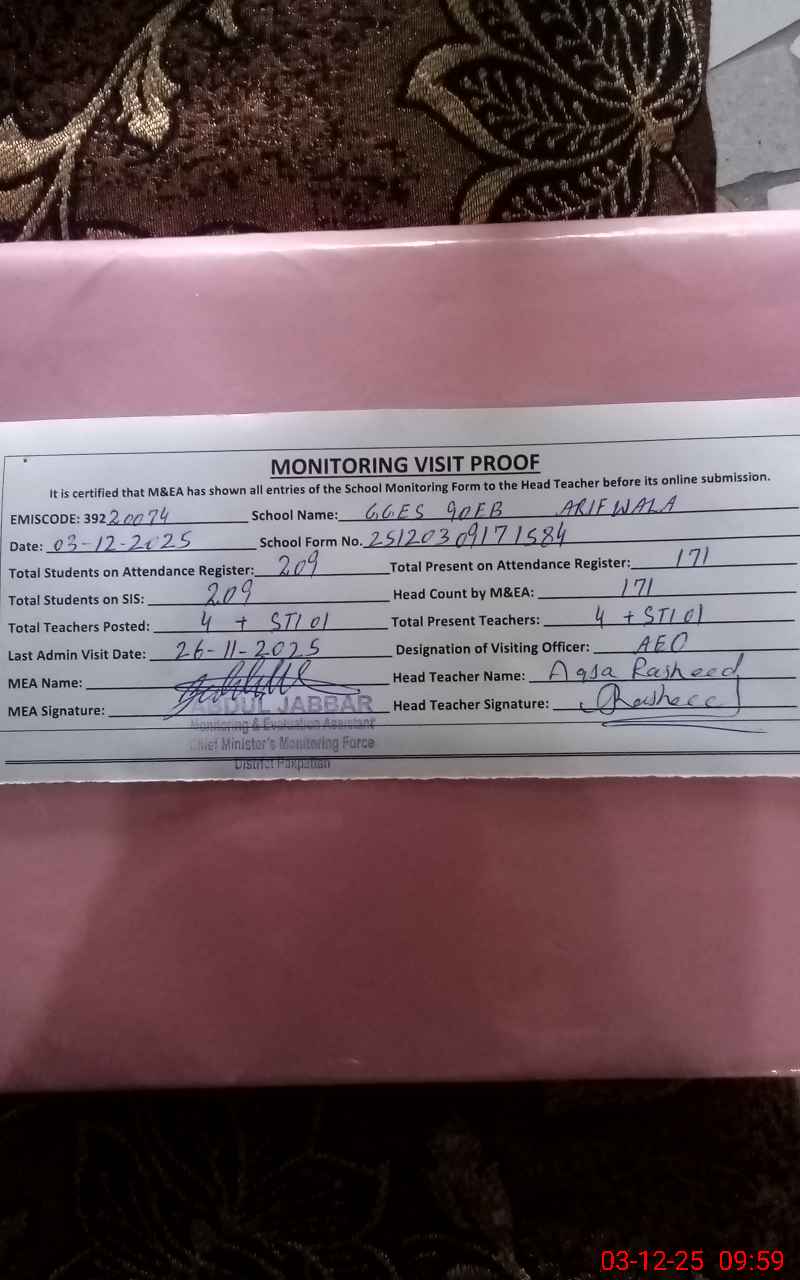 MONITORING VISIT PROOF
It is certified that M&EA has shown all entries of the School Monitoring Form to the Head Teacher before its online submission.
EMISCODE: 39220074 School Name: GGES 90EB ARIFWALA
Date: 03-12-2025 School Form No. 25120309171584
Total Students on Attendance Register: 209 Total Present on Attendance Register: 171
Total Students on SIS: 209 Head Count by M&EA: 171
Total Teachers Posted: 4 + STI 01 Total Present Teachers: 4 + STI 01
Last Admin Visit Date: 26-11-2025 Designation of Visiting Officer: AEO
MEA Name: Head Teacher Name: Aqsa Rasheed
MEA Signature: Head Teacher Signature: Rasheed
ABDUL JABBAR
Monitoring & Evaluation Assistant
Chief Minister's Monitoring Force
District Pakpattan
03-12-25 09:59